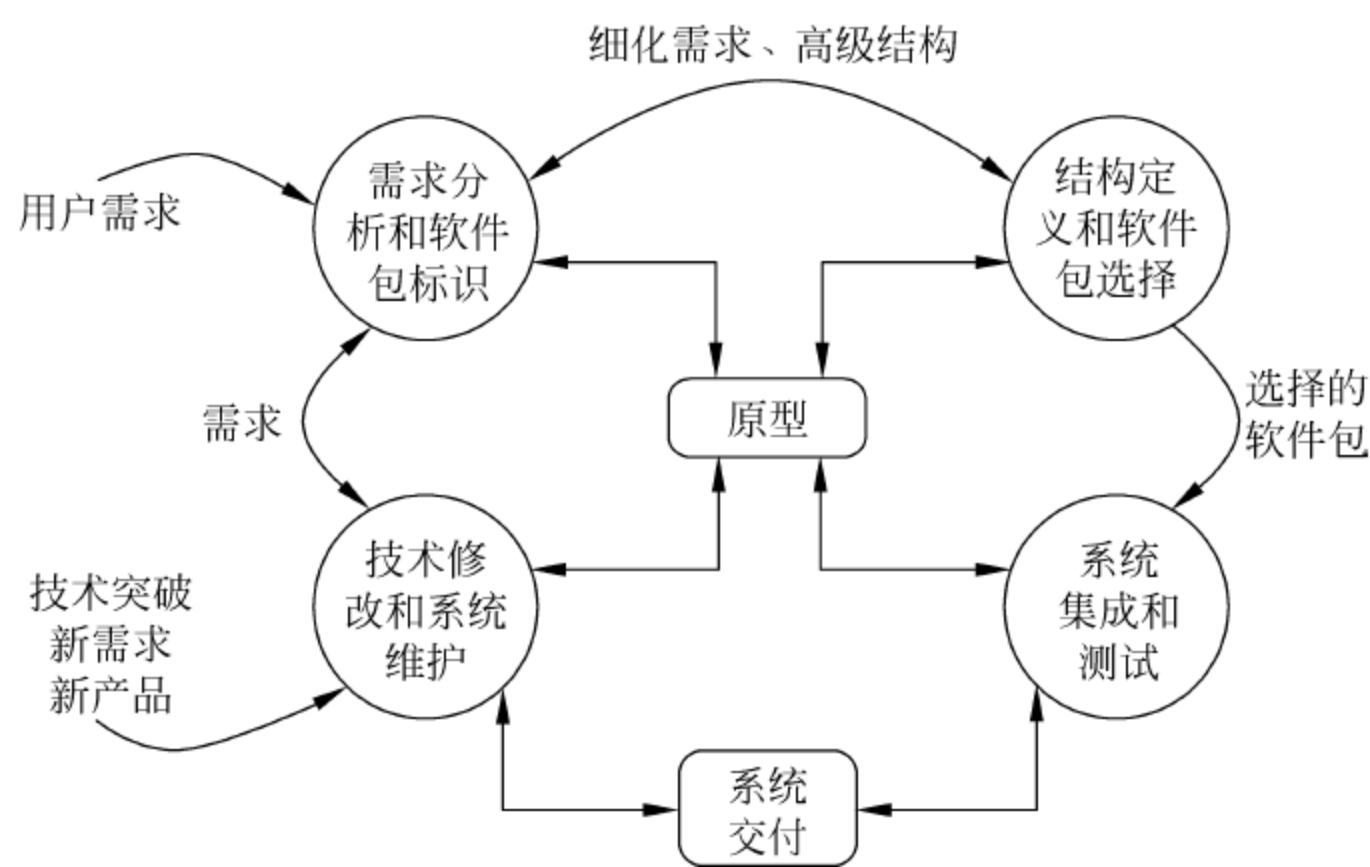 细化需求、高级结构
用户需求
需求分
析和软件
包标识
结构定
义和软件
包选择
需求
原型
选择的
软件包
技术突破
新需求
新产品
技术修
改和系统
维护
系统
集成和
测试
系统
交付